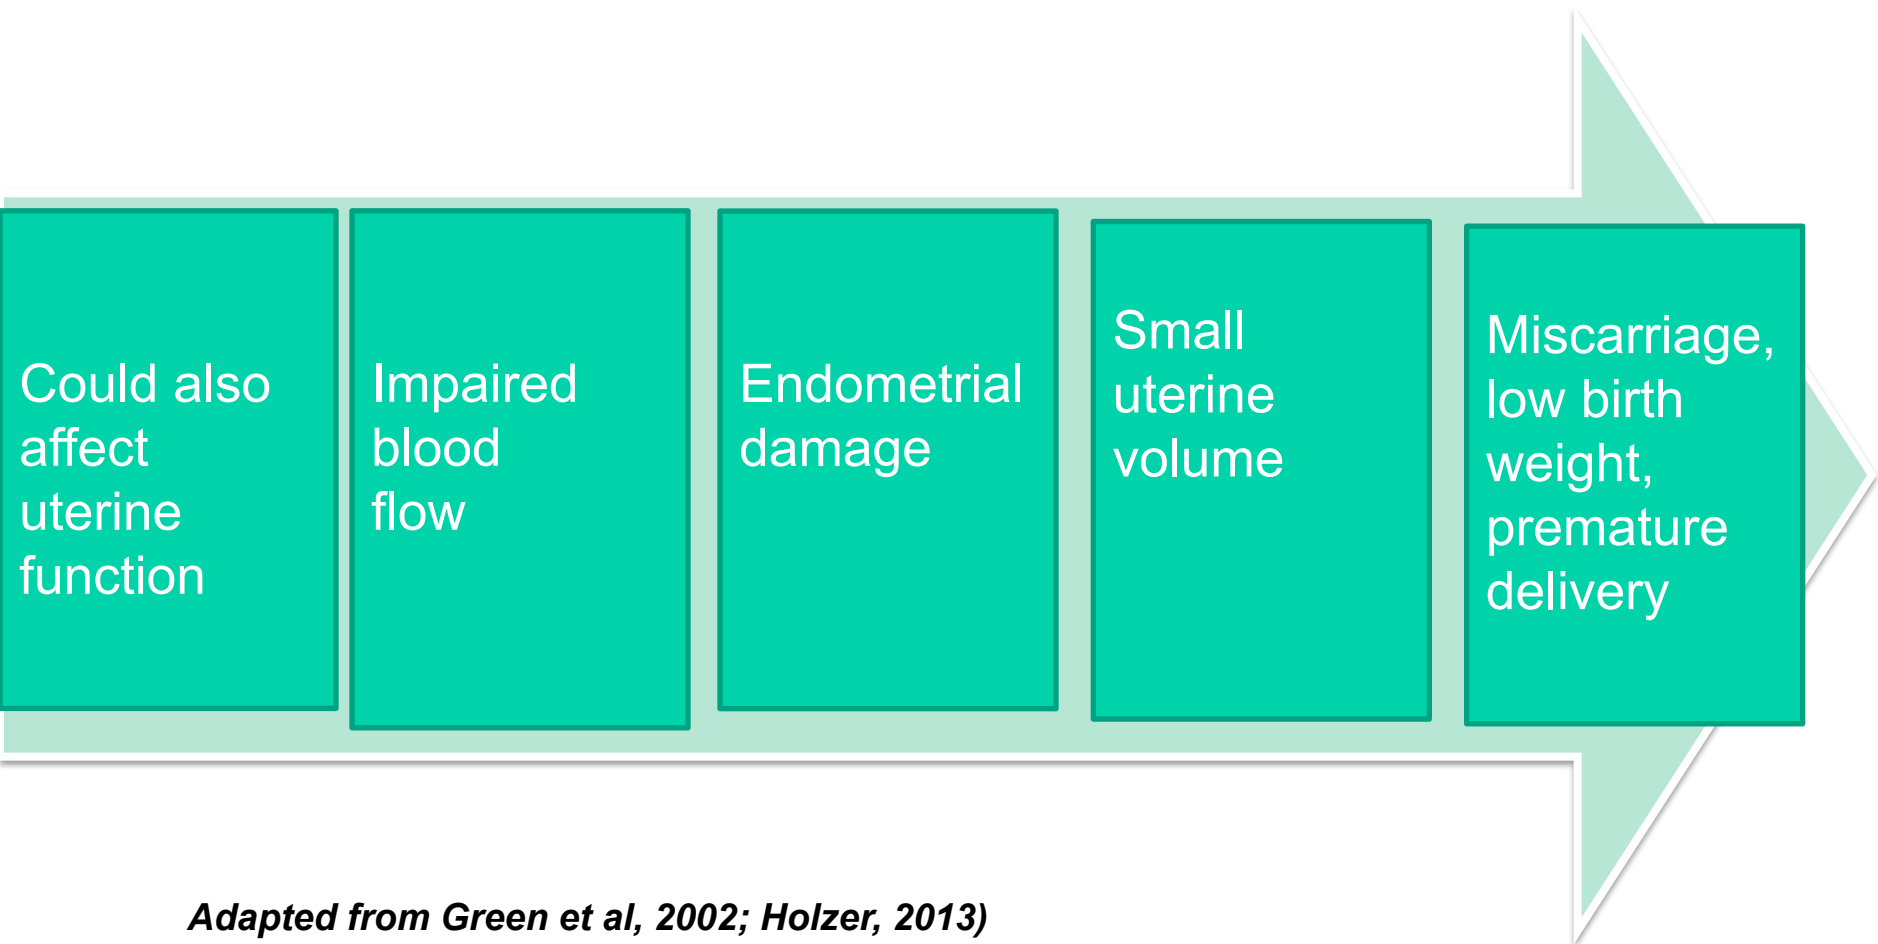 Could also
affect
uterine
function
Impaired
blood
flow
Endometrial
damage
Small
uterine
volume
Miscarriage,
low birth
weight,
premature
delivery
Adapted from Green et al, 2002; Holzer, 2013)